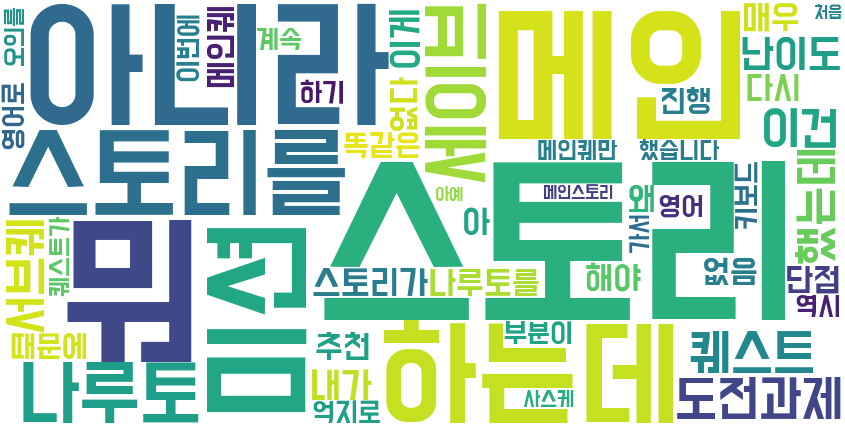 아니라
메인
스토리를
스토리
뭐
하는데
나루토
이번에
메인퀘
계속
하기
이게
없다
똑같은
영어로
매우
처음
난이도
다시
진행
이건
메인퀘만
했습니다
했는데
키보드
메인스토리
아예
아
왜
영어
가서
없음
단점
역시
해야
스토리가
나루토를
서브퀘
퀘스트가
때문에
추천
내가
억지로
부분이
사스케
퀘스트
도전과제